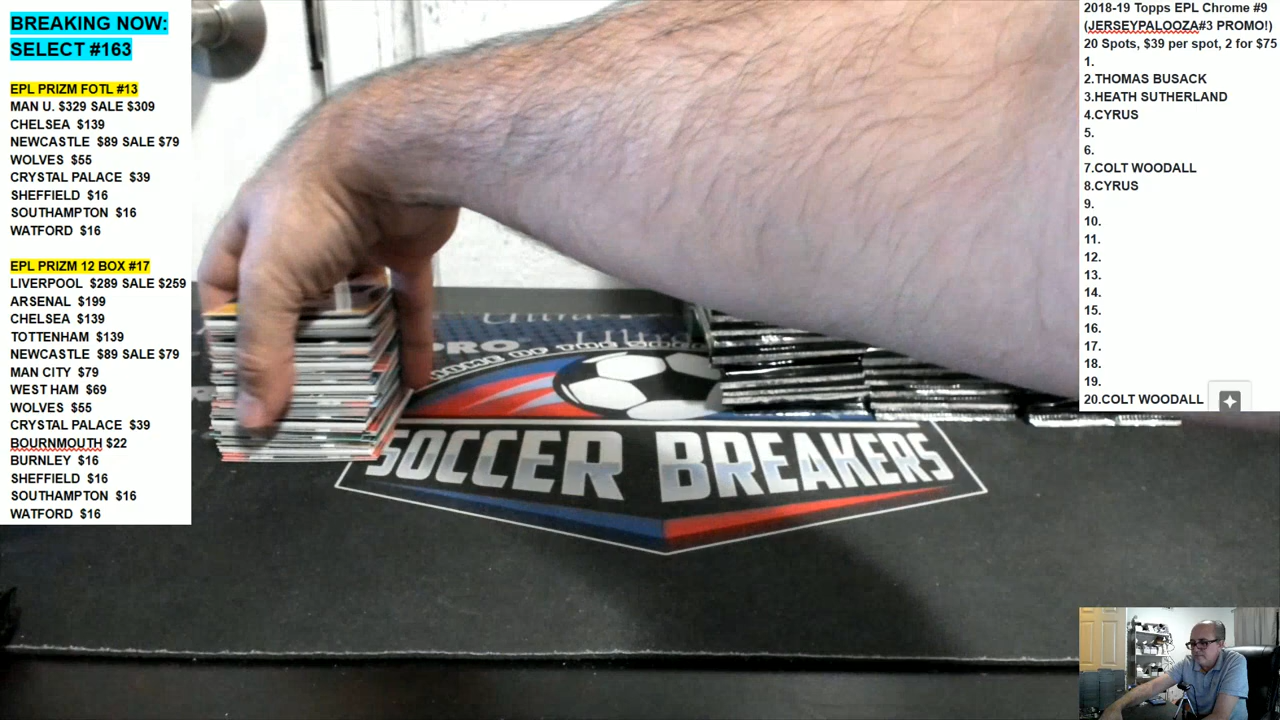 BREAKING NOW:
SELECT #163
EPL PRIZM FOTL #13
MAN U. $329 SALE $309
CHELSEA $139
NEWCASTLE $89 SALE $79
WOLVES $55
CRYSTAL PALACE $39
SHEFFIELD $16
SOUTHAMPTON $16
WATFORD $16
EPL PRIZM 12 BOX #17
LIVERPOOL $289 SALE $259
ARSENAL $199
CHELSEA $139
TOTTENHAM $139
NEWCASTLE $89 SALE $79
MAN CITY $79
WEST HAM $69
WOLVES $55
CRYSTAL PALACE $39
BOURNMOUTH $22
BURNLEY $16
SHEFFIELD $16
SOUTHAMPTON $16
WATFORD $16
Ultra
Ultra
PRO
HOME OF THE
SOCCER BREAKERS
2018-19 Topps EPL Chrome #9
(JERSEYPALOOZA#3 PROMO!)
20 Spots, $39 per spot, 2 for $75
1.
2.THOMAS BUSACK
3.HEATH SUTHERLAND
4.CYRUS
5.
6.
7.COLT WOODALL
8.CYRUS
9.
10.
11.
12.
13.
14.
15.
16.
17.
18.
19.
20.COLT WOODALL